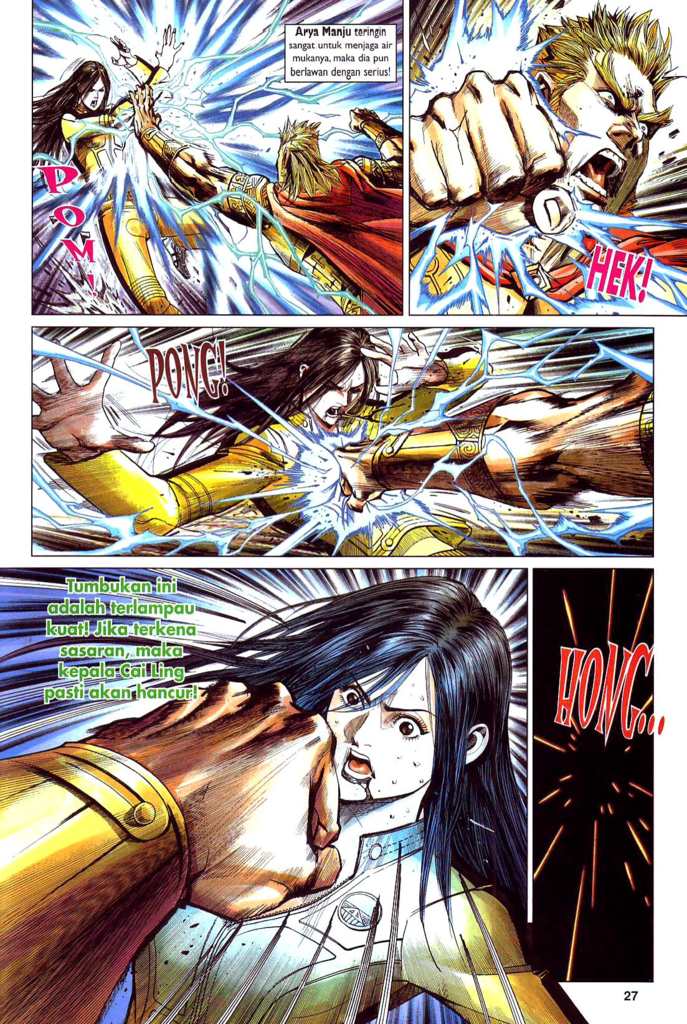 Arya Manju teringin
sangat untuk menjaga air
mukanya, maka dia pun
berlawan dengan serius!
POM!
HEK!
PONG!
Tumbukan ini
adalah terlampau
kuat! Jika terkena
sasaran, maka
kepala Cai Ling
pasti akan hancur!
HONG...
27